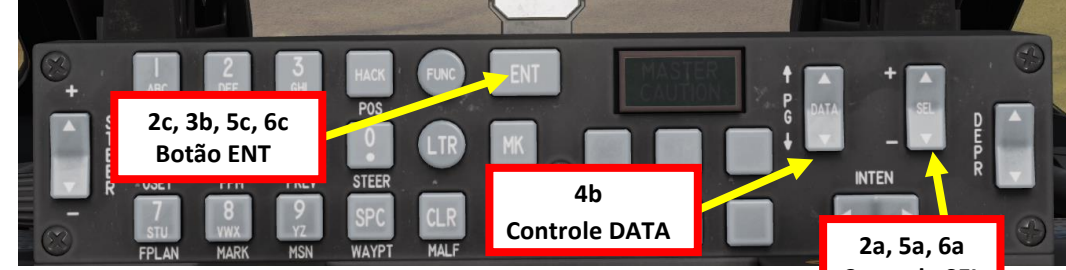 1 2 3 HACK FUNC ENT
MASTER
CAUTION
ABC DEF GHI
POS
+
2c, 3b, 5c, 6c
Botão ENT
0
LTR
MK
STEER
PG
DATA
+
SEL
-
DEPR
INTEN
4b
Controle DATA
-
7 8 9 SPC CLR
STU VWX YZ
FPLAN MARK MSN WAYPT MALF
2a, 5a, 6a